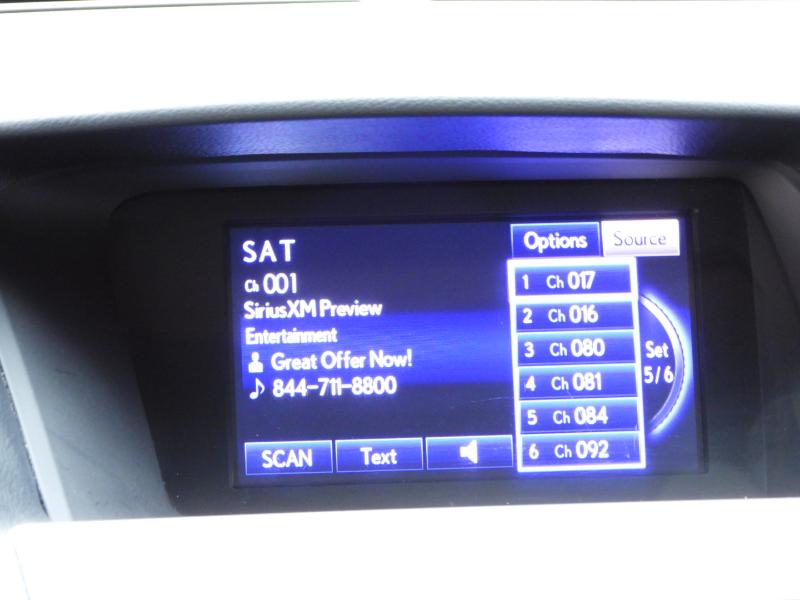 SAT
Ch 001
SiriusXM Preview
Entertainment
Great Offer Now!
844-711-8800
SCAN
Text
Options
Source
1 Ch 017
2 Ch 016
3 Ch 080
4 Ch 081
5 Ch 084
6 Ch 092
Set
5/6